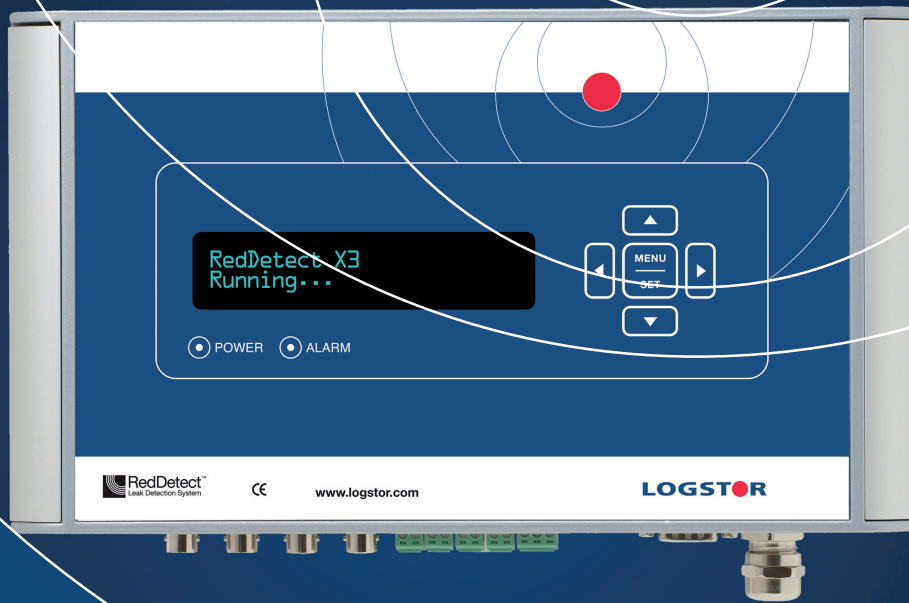 RedDetect X3
Running...
MENU
SET
POWER
ALARM
RedDetect™
Leak Detection System
CE
www.logstor.com
LOGSTOR